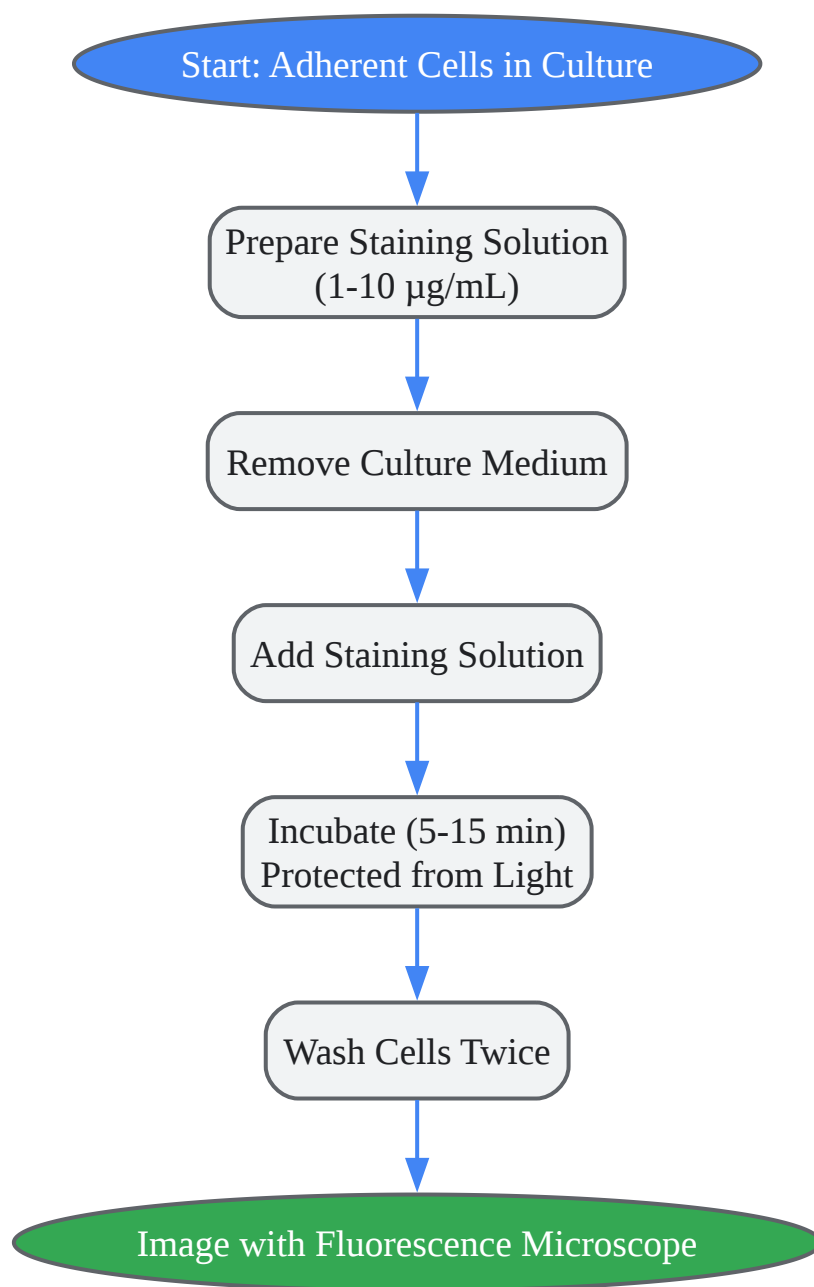 Start: Adherent Cells in Culture
Prepare Staining Solution
(1-10 µg/mL)
Remove Culture Medium
Add Staining Solution
Incubate (5-15 min)
Protected from Light
Wash Cells Twice
Image with Fluorescence Microscope